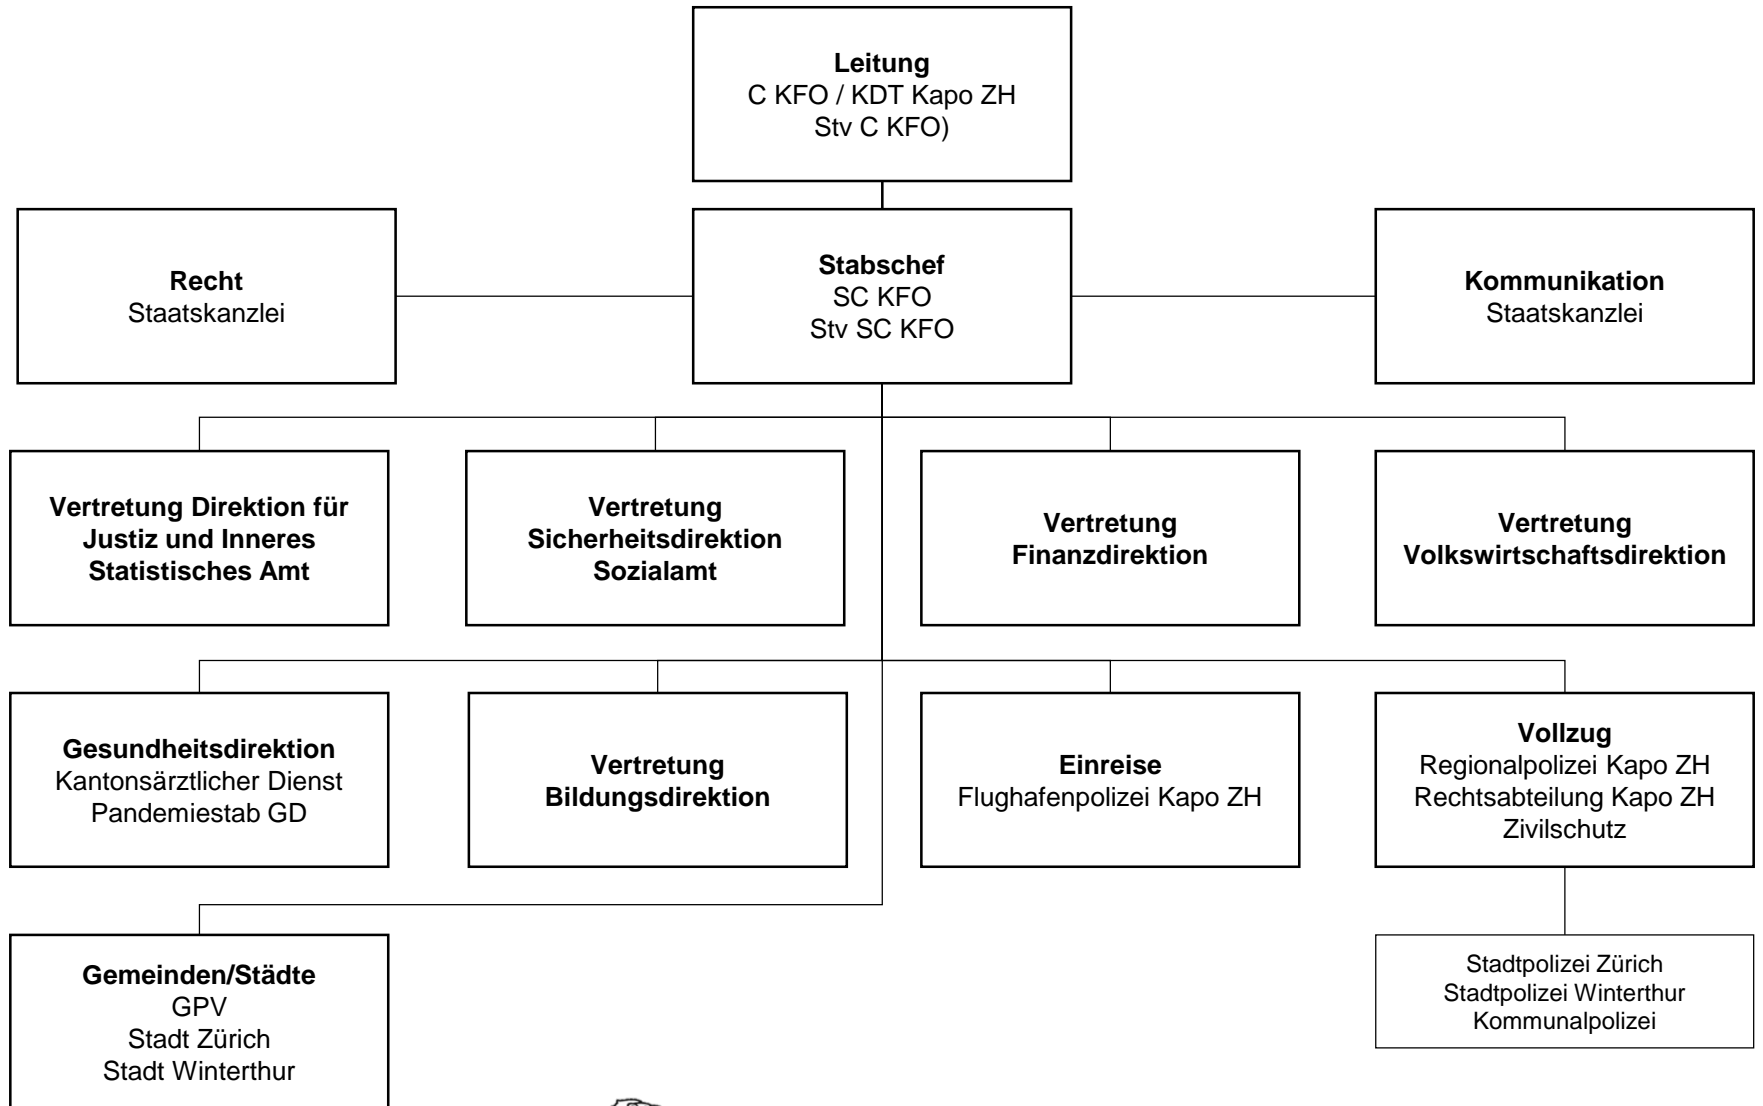 Leitung
C KFO / KDT Kapo ZH
Stv C KFO)
Recht
Staatskanzlei
Stabschef
SC KFO
Stv SC KFO
Kommunikation
Staatskanzlei
Vertretung Direktion für
Justiz und Inneres
Statistisches Amt
Vertretung
Sicherheitsdirektion
Sozialamt
Vertretung
Finanzdirektion
Vertretung
Volkswirtschaftsdirektion
Gesundheitsdirektion
Kantonsärztlicher Dienst
Pandemiestab GD
Vertretung
Bildungsdirektion
Einreise
Flughafenpolizei Kapo ZH
Vollzug
Regionalpolizei Kapo ZH
Rechtsabteilung Kapo ZH
Zivilschutz
Gemeinden/Städte
GPV
Stadt Zürich
Stadt Winterthur
Stadtpolizei Zürich
Stadtpolizei Winterthur
Kommunalpolizei